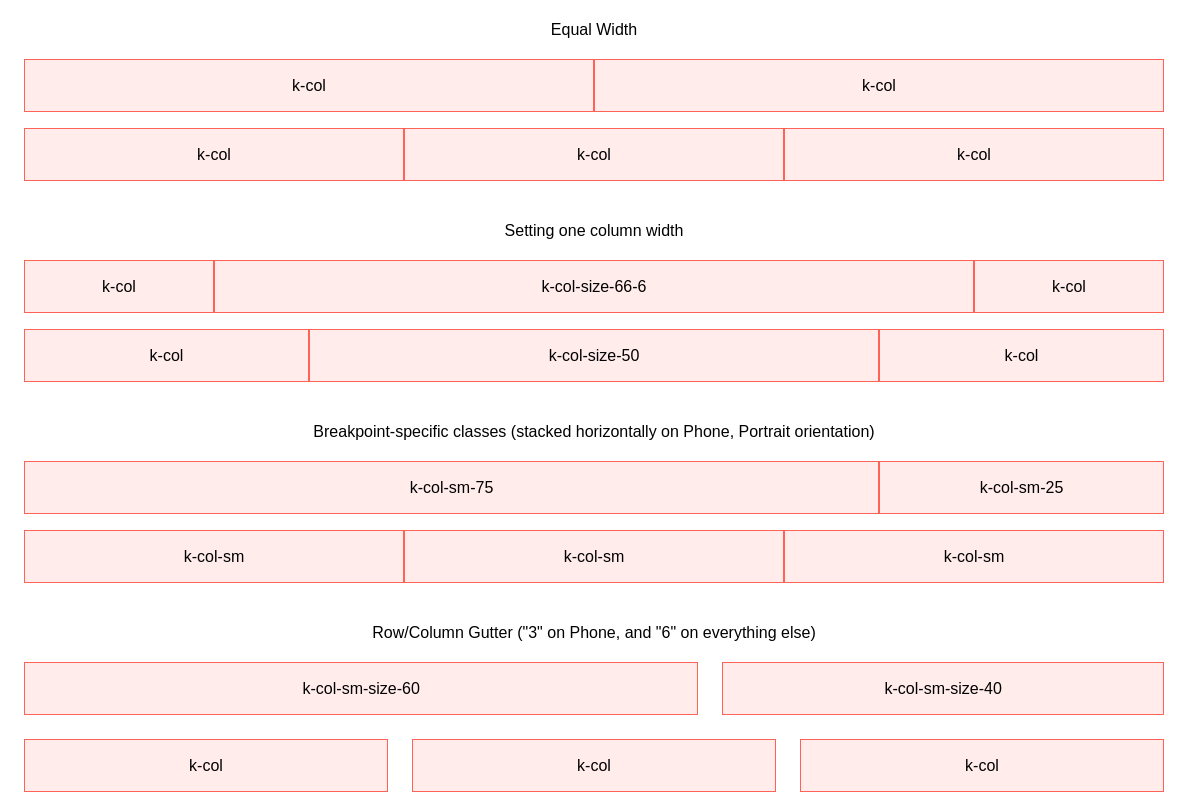 Equal Width
k-col k-col
k-col k-col k-col
Setting one column width
k-col k-col-size-66-6 k-col
k-col k-col-size-50 k-col
Breakpoint-specific classes (stacked horizontally on Phone, Portrait orientation)
k-col-sm-75 k-col-sm-25
k-col-sm k-col-sm k-col-sm
Row/Column Gutter ("3" on Phone, and "6" on everything else)
k-col-sm-size-60 k-col-sm-size-40
k-col k-col k-col